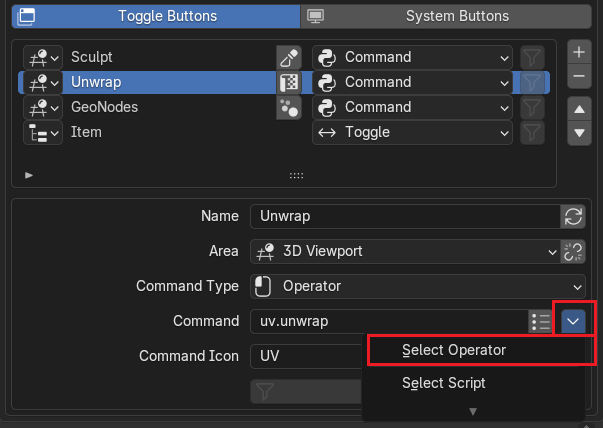 Toggle Buttons System Buttons
Sculpt Command
Unwrap Command
GeoNodes Command
Item Toggle
Name Unwrap
Area 3D Viewport
Command Type Operator
Command uv.unwrap
Select Operator
Command Icon UV
Select Script